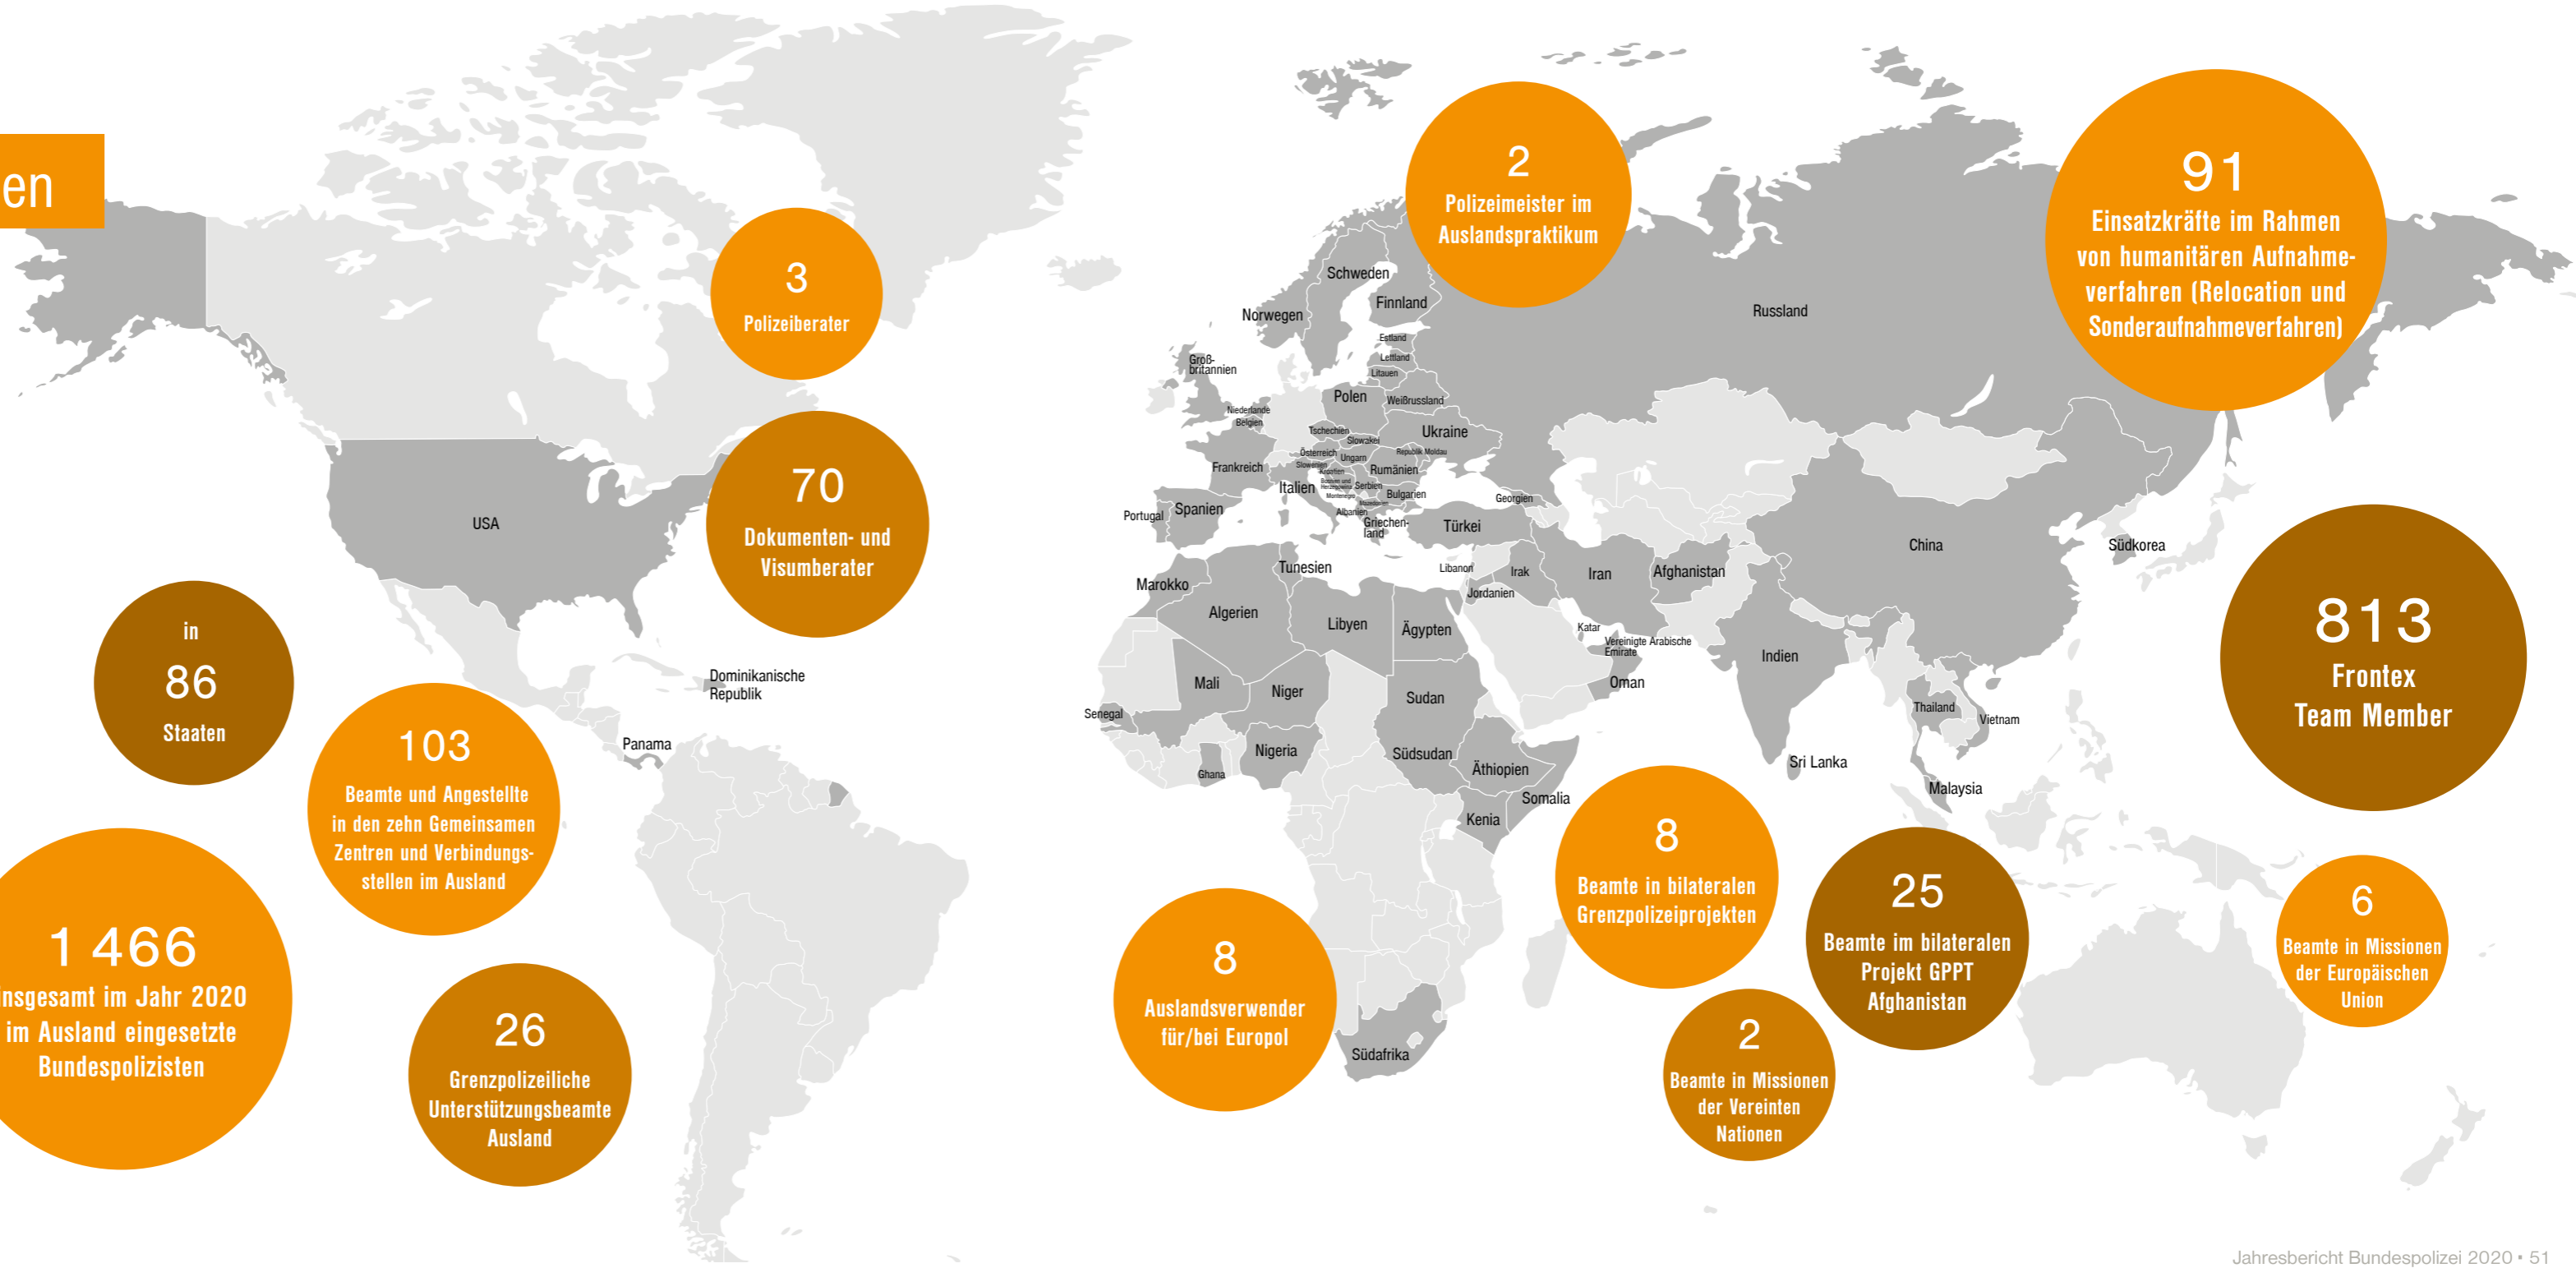 en
2
Polizeimeister im
Auslandspraktikum
91
Einsatzkräfte im Rahmen
von humanitären Aufnahme-
verfahren (Relocation und
Sonderaufnahmeverfahren)
3
Polizeiberater
70
Dokumenten- und
Visumberater
in
86
Staaten
103
Beamte und Angestellte
in den zehn Gemeinsamen
Zentren und Verbindungs-
stellen im Ausland
1 466
insgesamt im Jahr 2020
im Ausland eingesetzte
Bundespolizisten
26
Grenzpolizeiliche
Unterstützungsbeamte
Ausland
USA
Dominikanische
Republik
Panama
Schweden
Finnland
Norwegen
Russland
Estland
Lettland
Litauen
Groß-
britannien
Polen
Weißrussland
Niederlande
Belgien
Tschechien
Slowakei
Ukraine
Österreich
Ungarn
Republik Moldau
Frankreich
Slowenien
Kroatien
Rumänien
Italien
Bosnien und
Herzegowina
Serbien
Montenegro
Bulgarien
Mazedonien
Albanien
Georgien
Portugal
Spanien
Griechen-
land
Türkei
China
Südkorea
Marokko
Tunesien
Libanon
Irak
Iran
Afghanistan
Jordanien
Algerien
Libyen
Ägypten
Katar
Vereinigte Arabische
Emirate
Indien
Oman
Mali
Niger
Sudan
Senegal
Thailand
Vietnam
Nigeria
Ghana
Südsudan
Äthiopien
Sri Lanka
Malaysia
Somalia
Kenia
Südafrika
813
Frontex
Team Member
8
Beamte in bilateralen
Grenzpolizeiprojekten
25
Beamte im bilateralen
Projekt GPPT
Afghanistan
6
Beamte in Missionen
der Europäischen
Union
8
Auslandsverwender
für/bei Europol
2
Beamte in Missionen
der Vereinten
Nationen
Jahresbericht Bundespolizei 2020 • 51